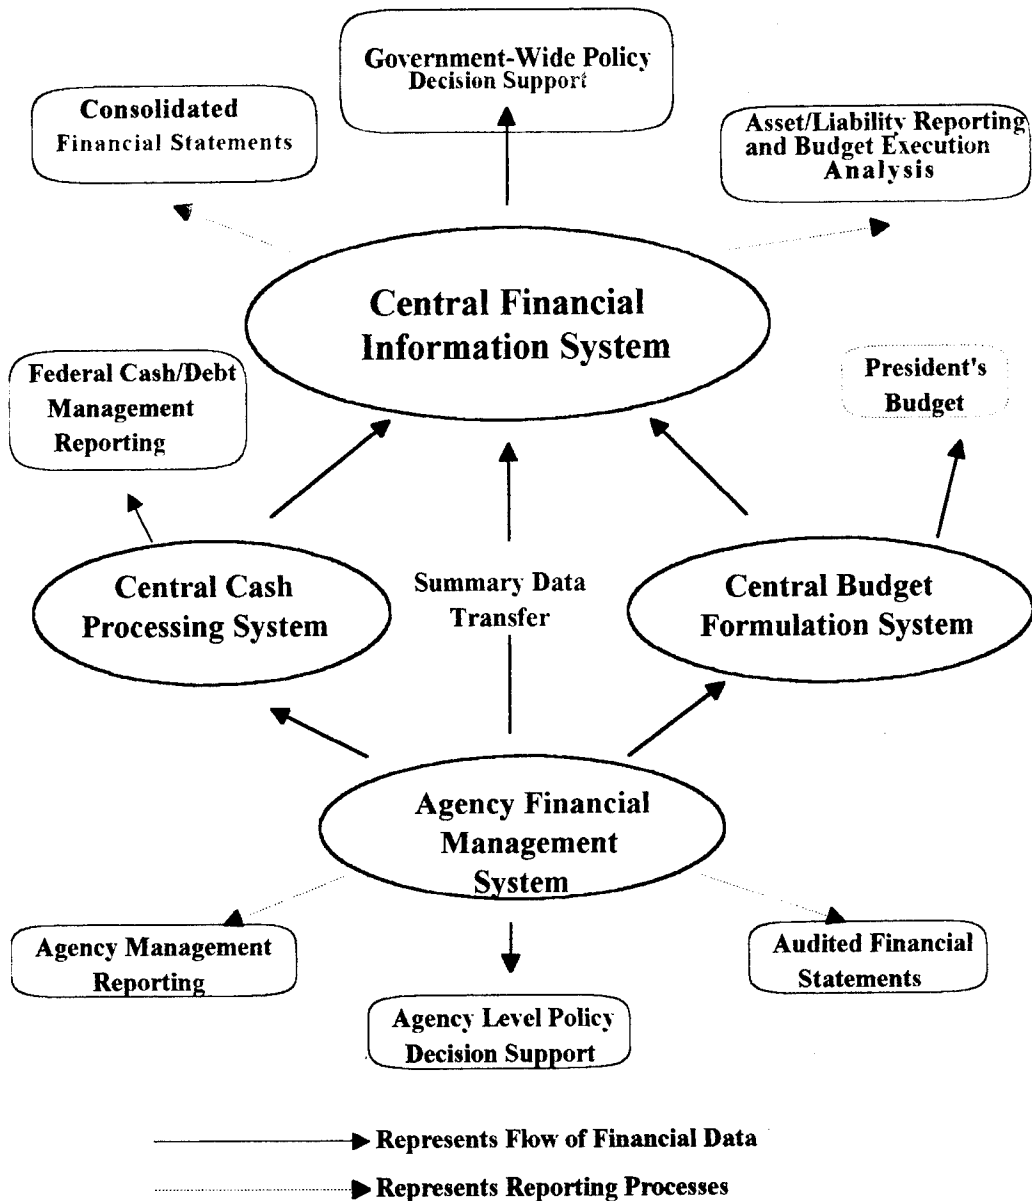 Government-Wide Policy
Decision Support
Consolidated
Financial Statements
Asset/Liability Reporting
and Budget Execution
Analysis
Central Financial
Information System
Federal Cash/Debt
Management
Reporting
President's
Budget
Central Cash
Processing System
Summary Data
Transfer
Central Budget
Formulation System
Agency Financial
Management
System
Agency Management
Reporting
Audited Financial
Statements
Agency Level Policy
Decision Support
Represents Flow of Financial Data
Represents Reporting Processes